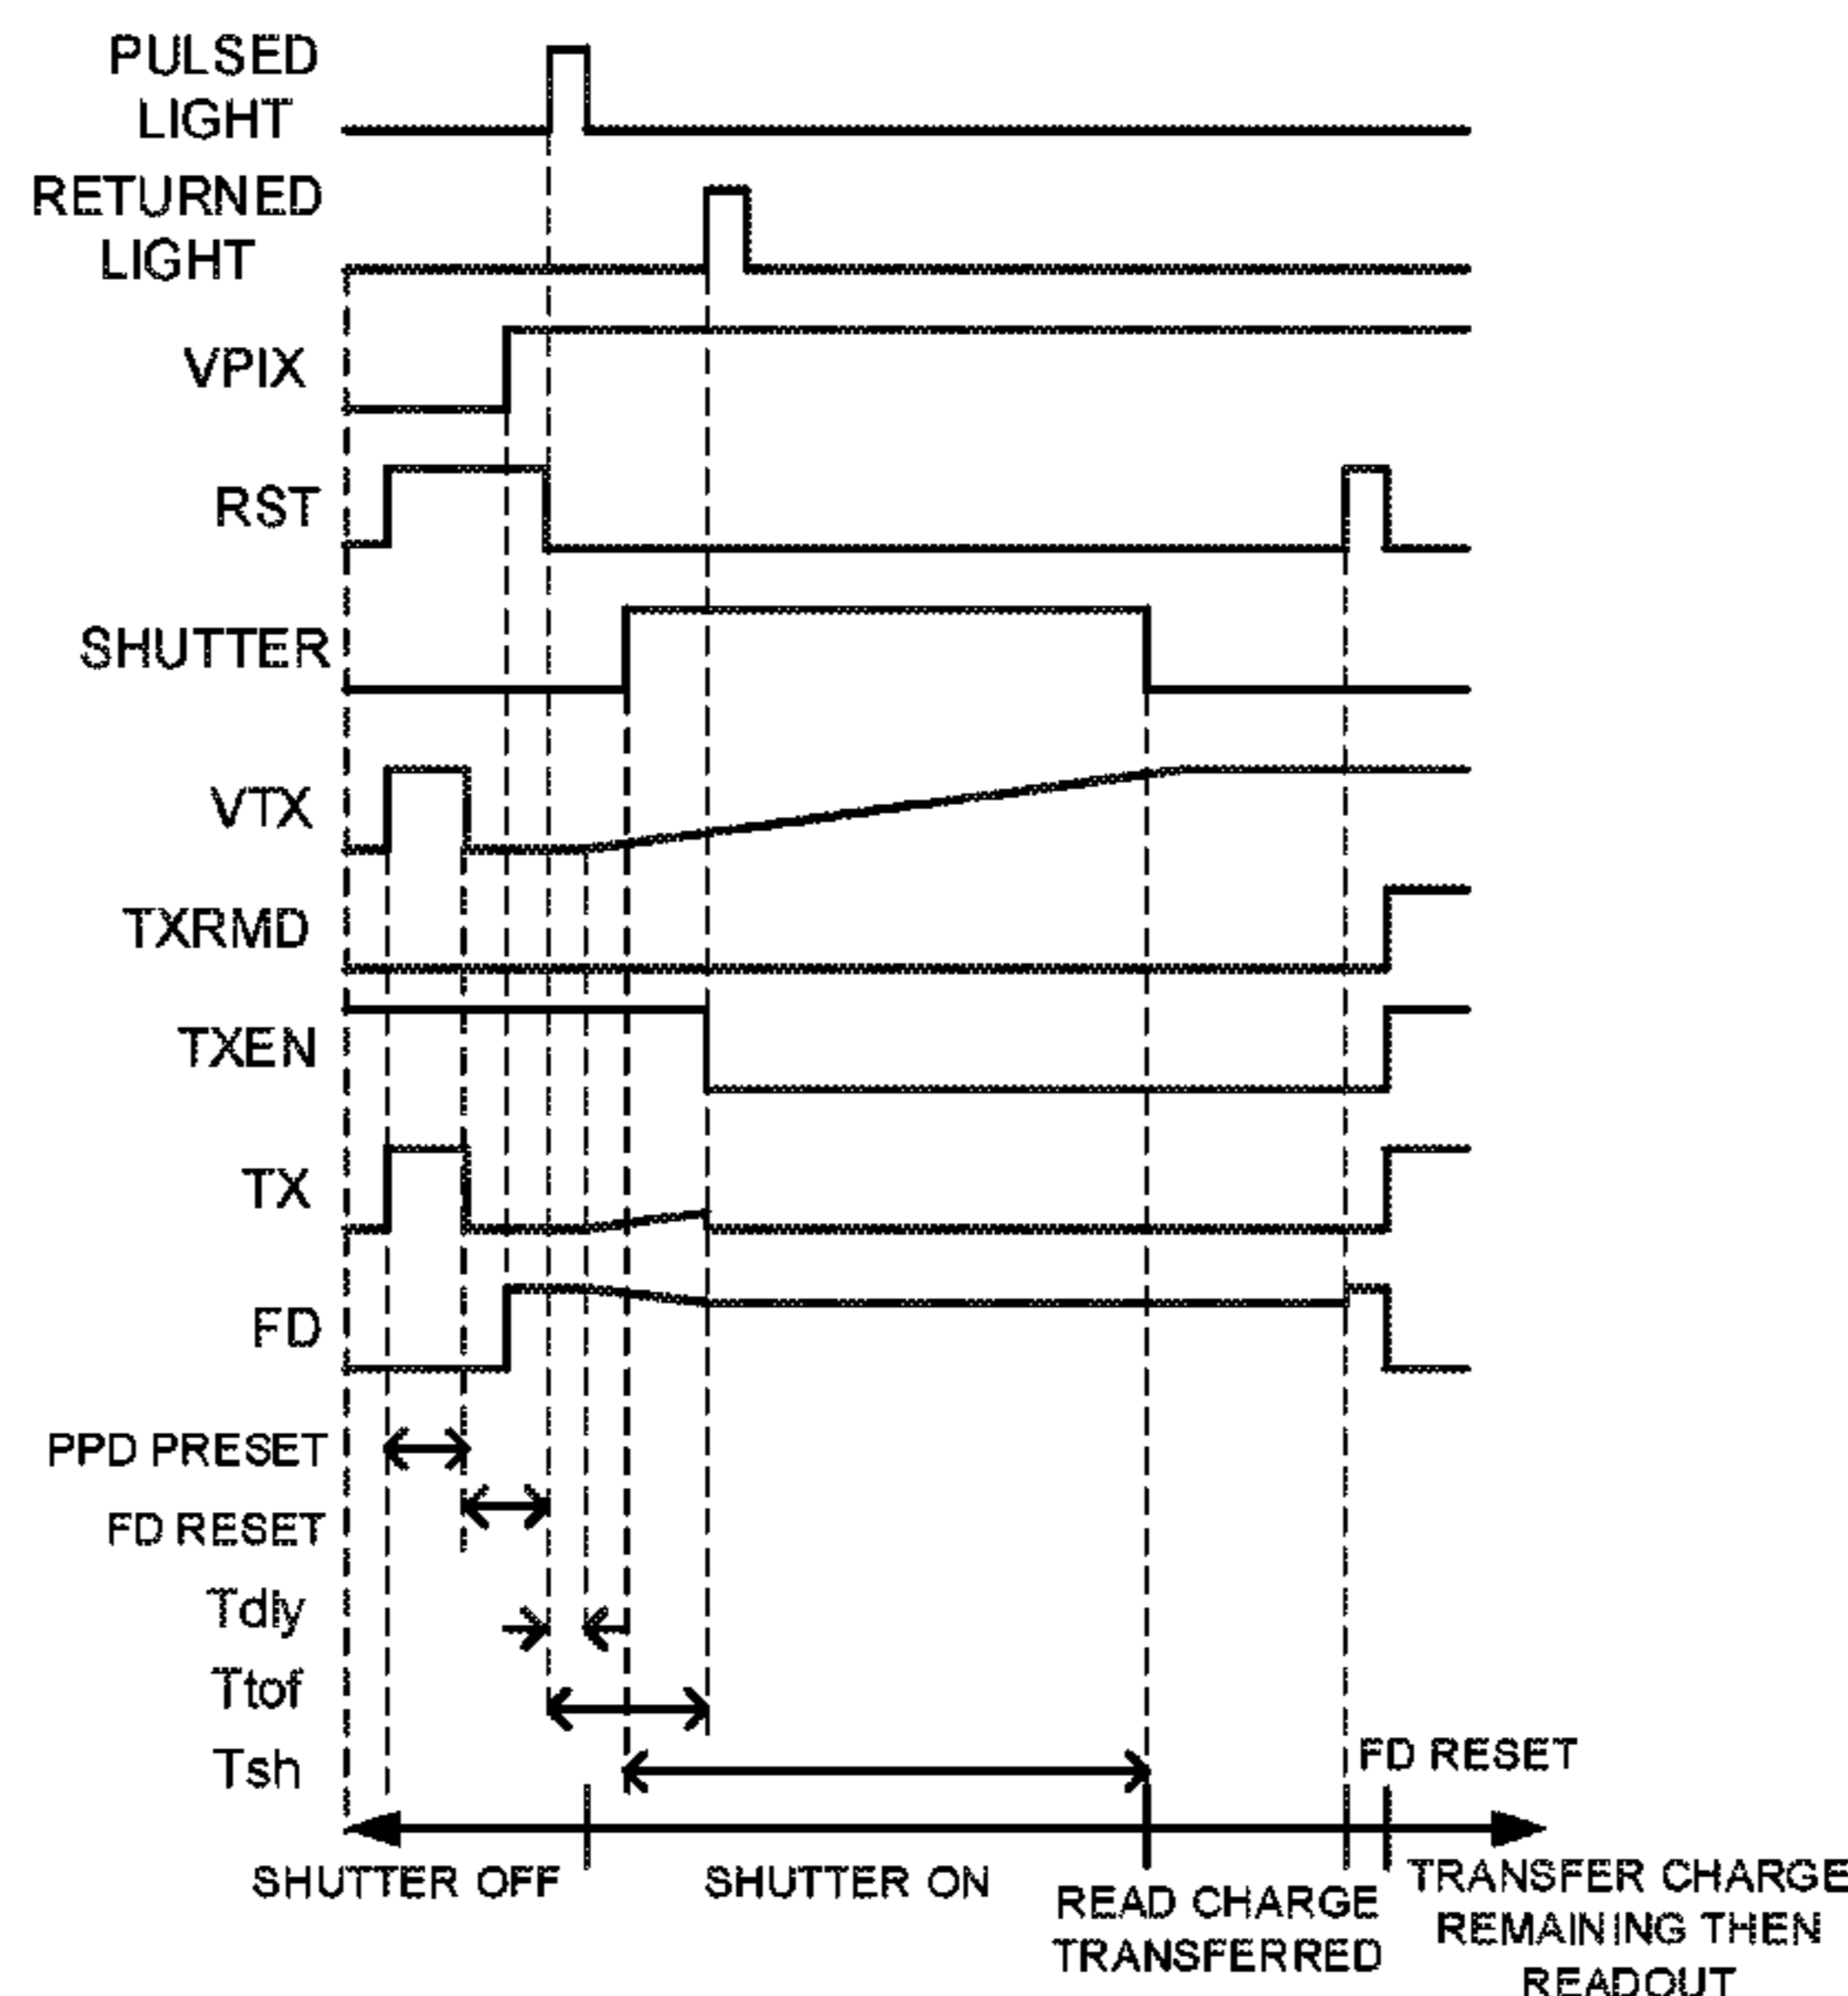 PULSED
LIGHT
RETURNED
LIGHT
VPIX
RST
SHUTTER
VTX
TXRMD
TXEN
TX
FD
PPD PRESET
FD RESET
Tdly
Ttof
Tsh
FD RESET
SHUTTER OFF
SHUTTER ON
READ CHARGE
TRANSFERRED
TRANSFER CHARGE
REMAINING THEN
READOUT